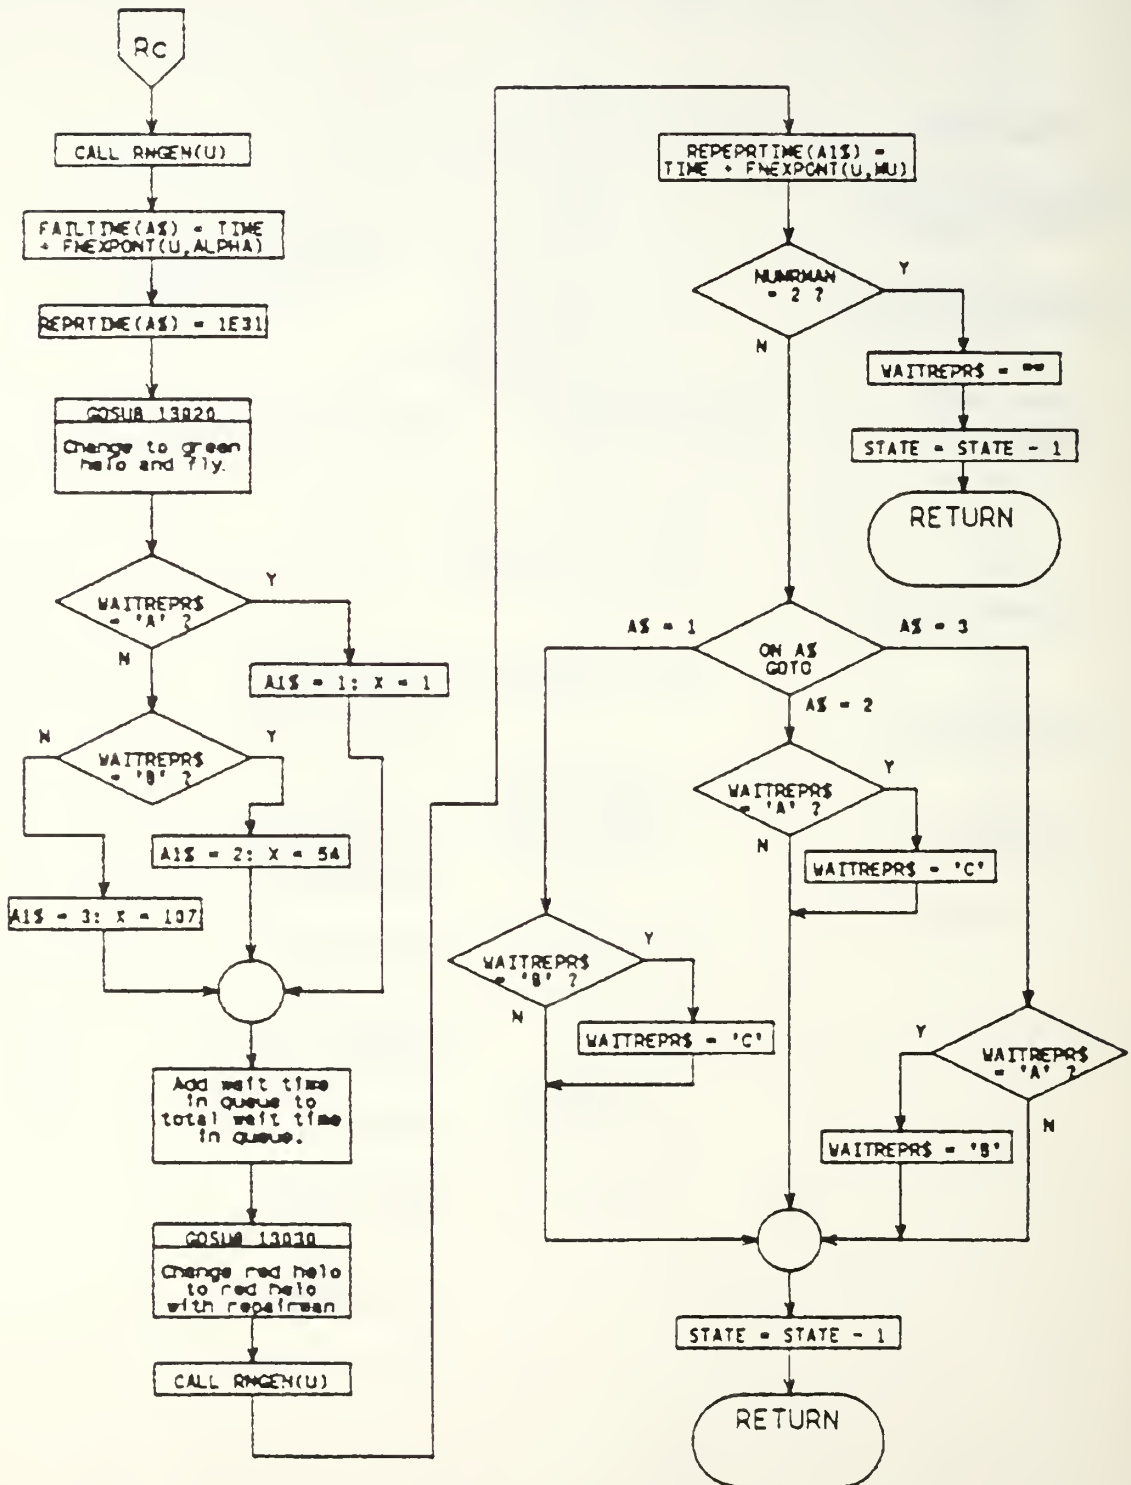 Rc
CALL RNGEN(U)
FAILTIME(A%) = TIME
+ FNEXPONT(U,ALPHA)
REPRTIME(A%) = 1E31
GOSUB 13020
Change to green
helo and fly.
WAITREPR$
= 'A' ?
Y
N
A1% = 1: X = 1
WAITREPR$
= 'B' ?
N
Y
A1% = 2: X = 54
A1% = 3: X = 107
Add wait time
in queue to
total wait time
in queue.
GOSUB 13030
Change red helo
to red helo
with repairman
CALL RNGEN(U)
REPEPRTIME(A1%) =
TIME + FNEXPONT(U,MU)
NUMRMAN
= 2 ?
Y
N
WAITREPR$ = ""
STATE = STATE - 1
RETURN
ON A%
GOTO
A% = 1
A% = 3
A% = 2
WAITREPR$
= 'A' ?
Y
N
WAITREPR$ = 'C'
WAITREPR$
= 'B' ?
Y
N
WAITREPR$ = 'C'
WAITREPR$
= 'A' ?
Y
N
WAITREPR$ = 'B'
STATE = STATE - 1
RETURN